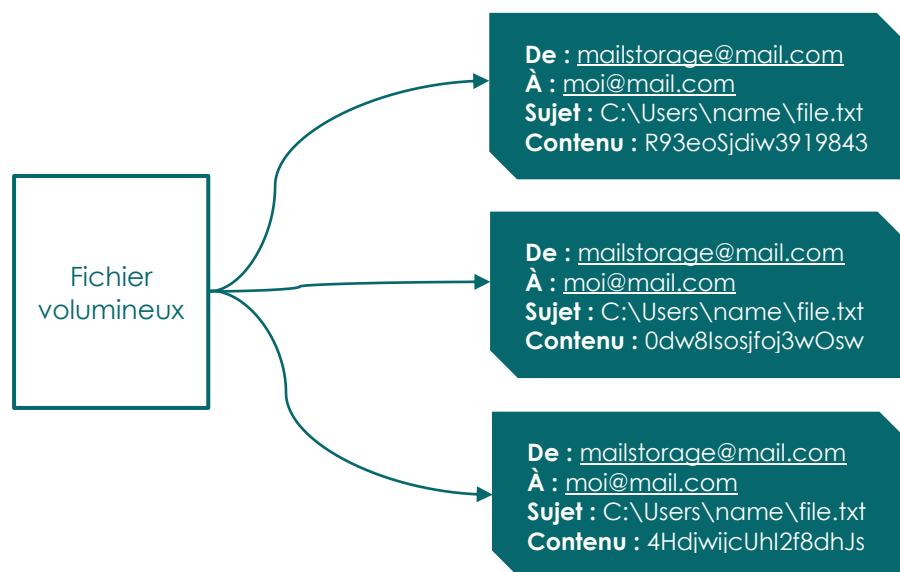 De : mailstorage@mail.com
À : moi@mail.com
Sujet : C:\Users\name\file.txt
Contenu : R93eoSjdiw3919843
Fichier
volumineux
De : mailstorage@mail.com
À : moi@mail.com
Sujet : C:\Users\name\file.txt
Contenu : 0dw8Isosjfoj3wOsw
De : mailstorage@mail.com
À : moi@mail.com
Sujet : C:\Users\name\file.txt
Contenu : 4HdjwijcUhI2f8dhJs